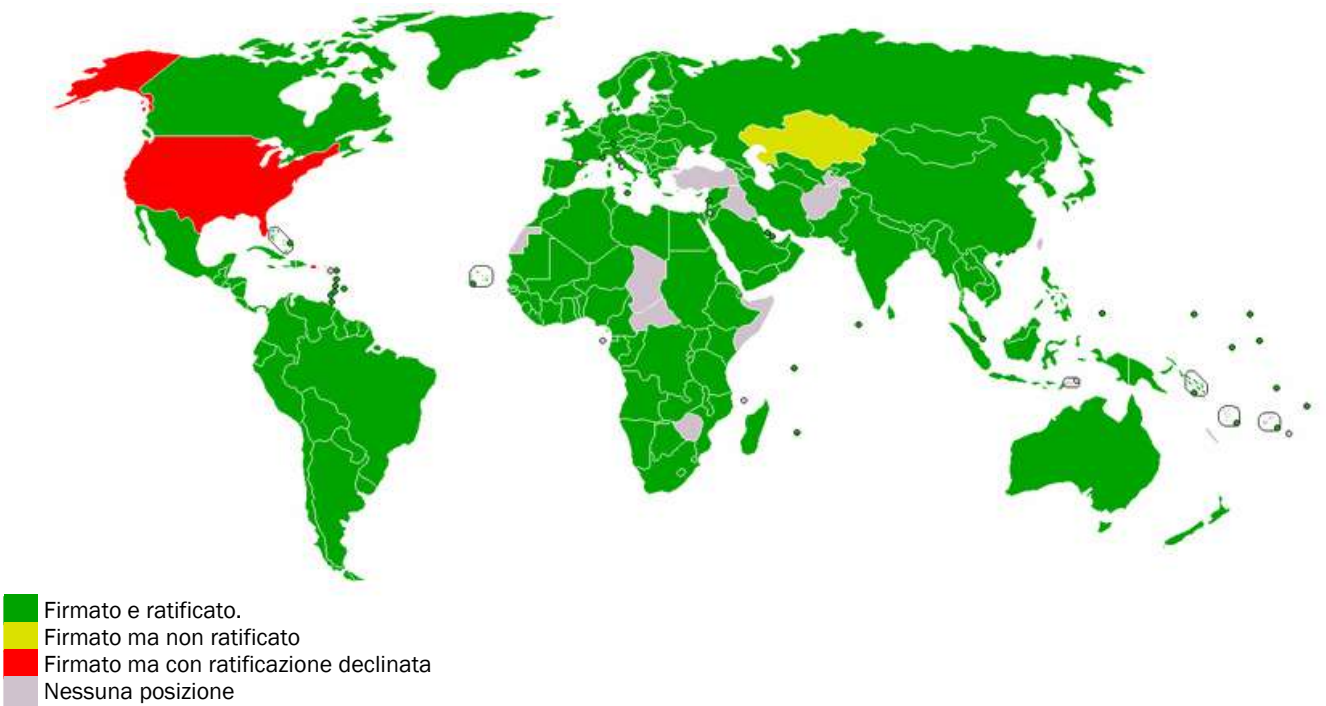 Firmato e ratificato.
Firmato ma non ratificato
Firmato ma con ratificazione declinata
Nessuna posizione